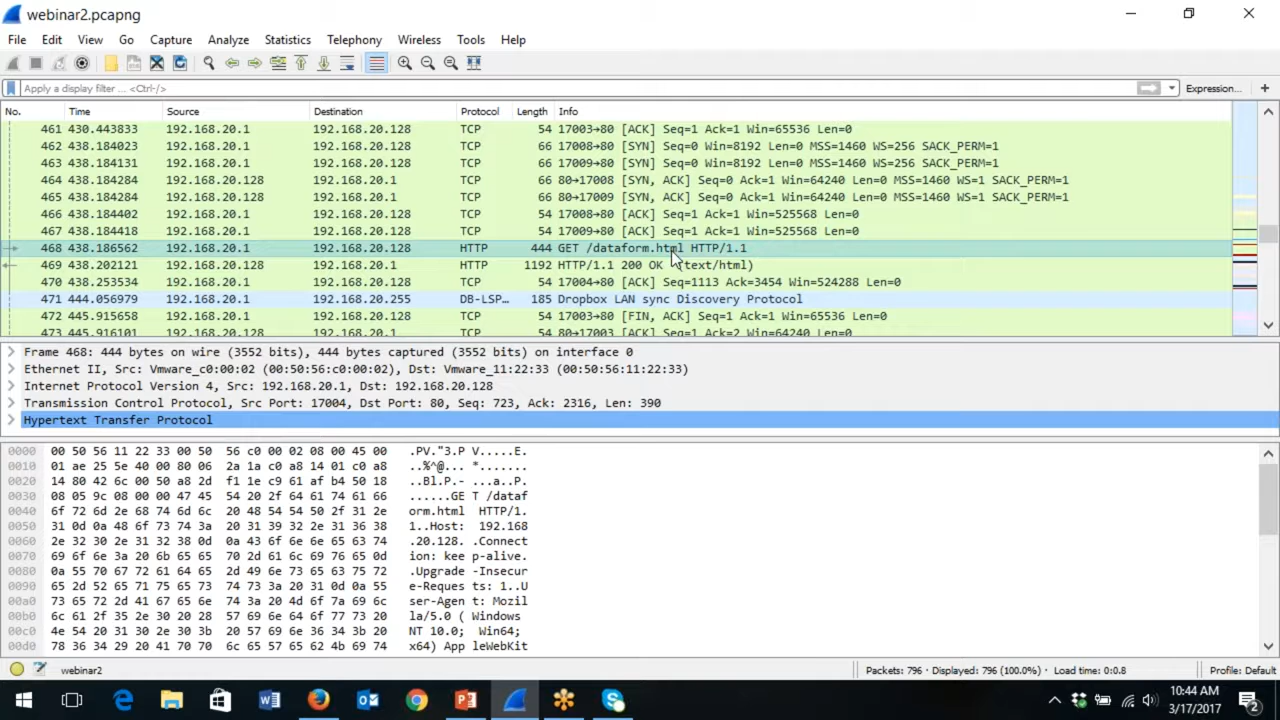 webinar2.pcapng
File Edit View Go Capture Analyze Statistics Telephony Wireless Tools Help
Apply a display filter ... <Ctrl-/> Expression... +
No. Time Source Destination Protocol Length Info
461 430.443833 192.168.20.1 192.168.20.128 TCP 54 17003→80 [ACK] Seq=1 Ack=1 Win=65536 Len=0
462 438.184023 192.168.20.1 192.168.20.128 TCP 66 17008→80 [SYN] Seq=0 Win=8192 Len=0 MSS=1460 WS=256 SACK_PERM=1
463 438.184131 192.168.20.1 192.168.20.128 TCP 66 17009→80 [SYN] Seq=0 Win=8192 Len=0 MSS=1460 WS=256 SACK_PERM=1
464 438.184284 192.168.20.128 192.168.20.1 TCP 66 80→17008 [SYN, ACK] Seq=0 Ack=1 Win=64240 Len=0 MSS=1460 WS=1 SACK_PERM=1
465 438.184284 192.168.20.128 192.168.20.1 TCP 66 80→17009 [SYN, ACK] Seq=0 Ack=1 Win=64240 Len=0 MSS=1460 WS=1 SACK_PERM=1
466 438.184402 192.168.20.1 192.168.20.128 TCP 54 17008→80 [ACK] Seq=1 Ack=1 Win=525568 Len=0
467 438.184418 192.168.20.1 192.168.20.128 TCP 54 17009→80 [ACK] Seq=1 Ack=1 Win=525568 Len=0
468 438.186562 192.168.20.1 192.168.20.128 HTTP 444 GET /dataform.html HTTP/1.1
469 438.202121 192.168.20.128 192.168.20.1 HTTP 1192 HTTP/1.1 200 OK (text/html)
470 438.253534 192.168.20.1 192.168.20.128 TCP 54 17004→80 [ACK] Seq=1113 Ack=3454 Win=524288 Len=0
471 444.056979 192.168.20.1 192.168.20.255 DB-LSP… 185 Dropbox LAN sync Discovery Protocol
472 445.915658 192.168.20.1 192.168.20.128 TCP 54 17003→80 [FIN, ACK] Seq=1 Ack=1 Win=65536 Len=0
473 445.916101 192.168.20.128 192.168.20.1 TCP 54 80→17003 [ACK] Seq=1 Ack=2 Win=64240 Len=0
Frame 468: 444 bytes on wire (3552 bits), 444 bytes captured (3552 bits) on interface 0
Ethernet II, Src: Vmware_c0:00:02 (00:50:56:c0:00:02), Dst: Vmware_11:22:33 (00:50:56:11:22:33)
Internet Protocol Version 4, Src: 192.168.20.1, Dst: 192.168.20.128
Transmission Control Protocol, Src Port: 17004, Dst Port: 80, Seq: 723, Ack: 2316, Len: 390
Hypertext Transfer Protocol
0000 00 50 56 11 22 33 00 50 56 c0 00 02 08 00 45 00 .PV."3.P V.....E.
0010 01 ae 25 5e 40 00 80 06 2a 1a c0 a8 14 01 c0 a8 ..%^@... *.......
0020 14 80 42 6c 00 50 a8 2d f1 1e c9 61 af b4 50 18 ..Bl.P.- ...a..P.
0030 08 05 9c 08 00 00 47 45 54 20 2f 64 61 74 61 66 ......GE T /dataf
0040 6f 72 6d 2e 68 74 6d 6c 20 48 54 54 50 2f 31 2e orm.html HTTP/1.
0050 31 0d 0a 48 6f 73 74 3a 20 31 39 32 2e 31 36 38 1..Host: 192.168
0060 2e 32 30 2e 31 32 38 0d 0a 43 6f 6e 6e 65 63 74 .20.128. .Connect
0070 69 6f 6e 3a 20 6b 65 65 70 2d 61 6c 69 76 65 0d ion: kee p-alive.
0080 0a 55 70 67 72 61 64 65 2d 49 6e 73 65 63 75 72 .Upgrade -Insecur
0090 65 2d 52 65 71 75 65 73 74 73 3a 20 31 0d 0a 55 e-Reques ts: 1..U
00a0 73 65 72 2d 41 67 65 6e 74 3a 20 4d 6f 7a 69 6c ser-Agen t: Mozil
00b0 6c 61 2f 35 2e 30 20 28 57 69 6e 64 6f 77 73 20 la/5.0 ( Windows
00c0 4e 54 20 31 30 2e 30 3b 20 57 69 6e 36 34 3b 20 NT 10.0; Win64;
00d0 78 36 34 29 20 41 70 70 6c 65 57 65 62 4b 69 74 x64) App leWebKit
webinar2 Packets: 796 · Displayed: 796 (100.0%) · Load time: 0:0.8 Profile: Default
10:44 AM
3/17/2017
2